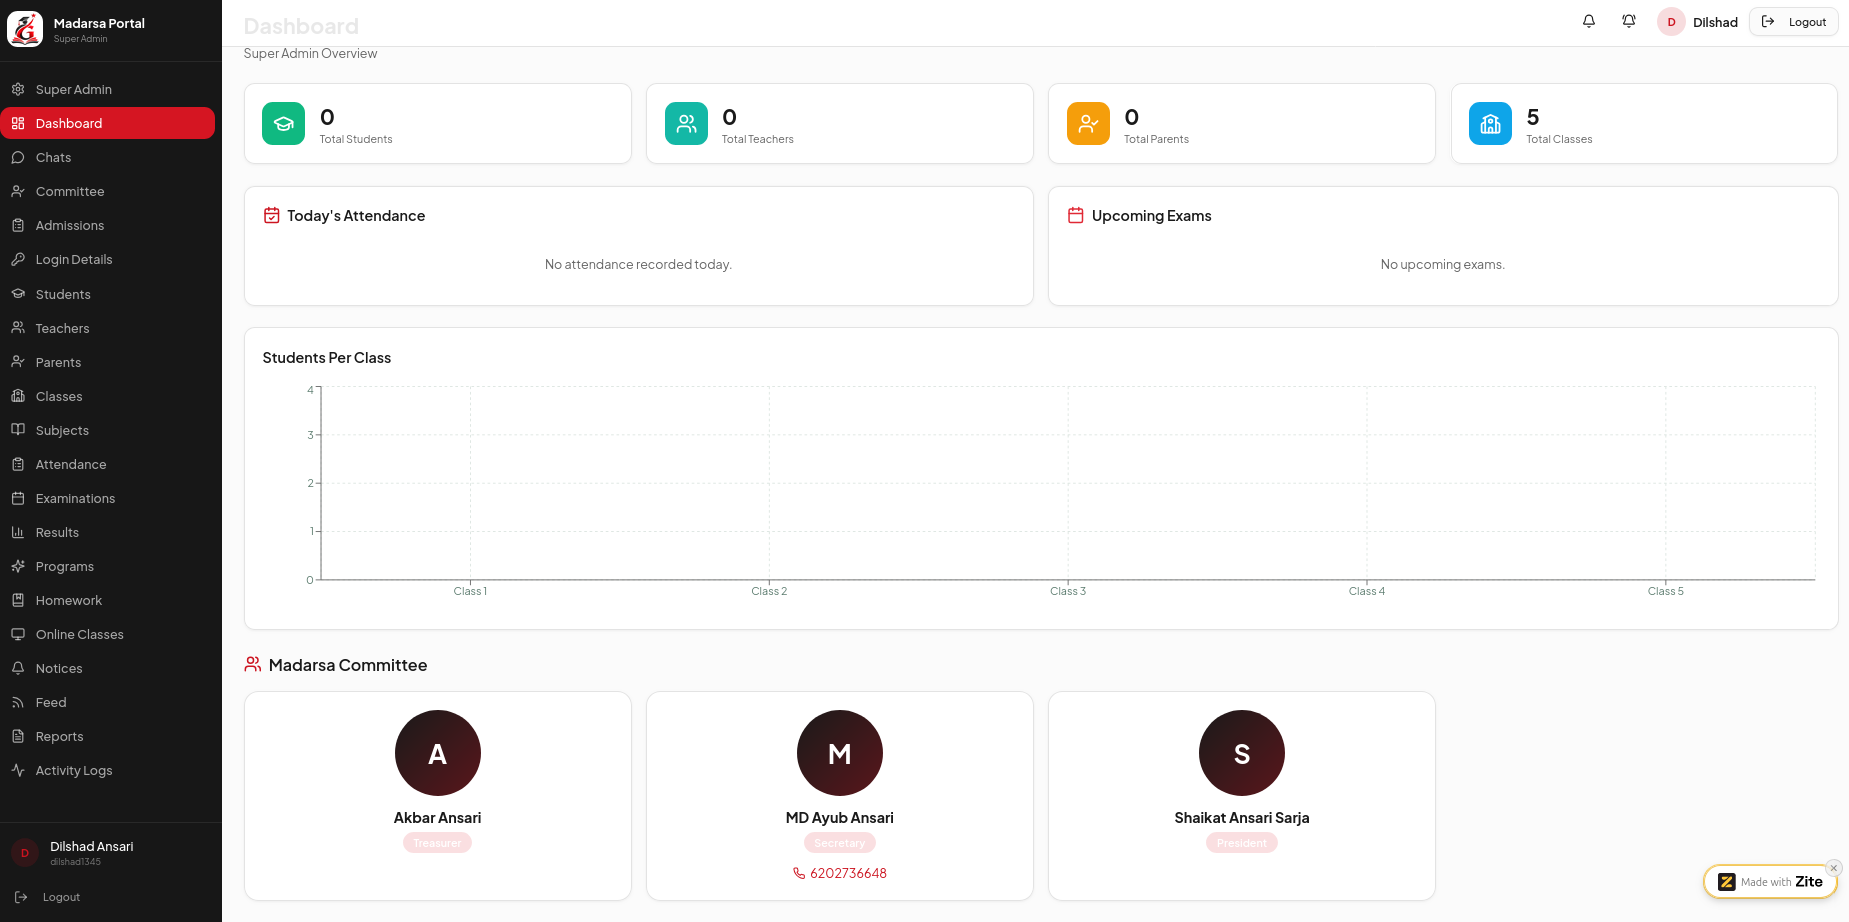 Madarsa Portal
Super Admin
Super Admin
Dashboard
Chats
Committee
Admissions
Login Details
Students
Teachers
Parents
Classes
Subjects
Attendance
Examinations
Results
Programs
Homework
Online Classes
Notices
Feed
Reports
Activity Logs
D
Dilshad Ansari
dilshad1345
Logout
Dashboard
D
Dilshad
Logout
Super Admin Overview
0
Total Students
0
Total Teachers
0
Total Parents
5
Total Classes
Today's Attendance
No attendance recorded today.
Upcoming Exams
No upcoming exams.
Students Per Class
4
3
2
1
0
Class 1
Class 2
Class 3
Class 4
Class 5
Madarsa Committee
A
Akbar Ansari
Treasurer
M
MD Ayub Ansari
Secretary
6202736648
S
Shaikat Ansari Sarja
President
Made with Zite